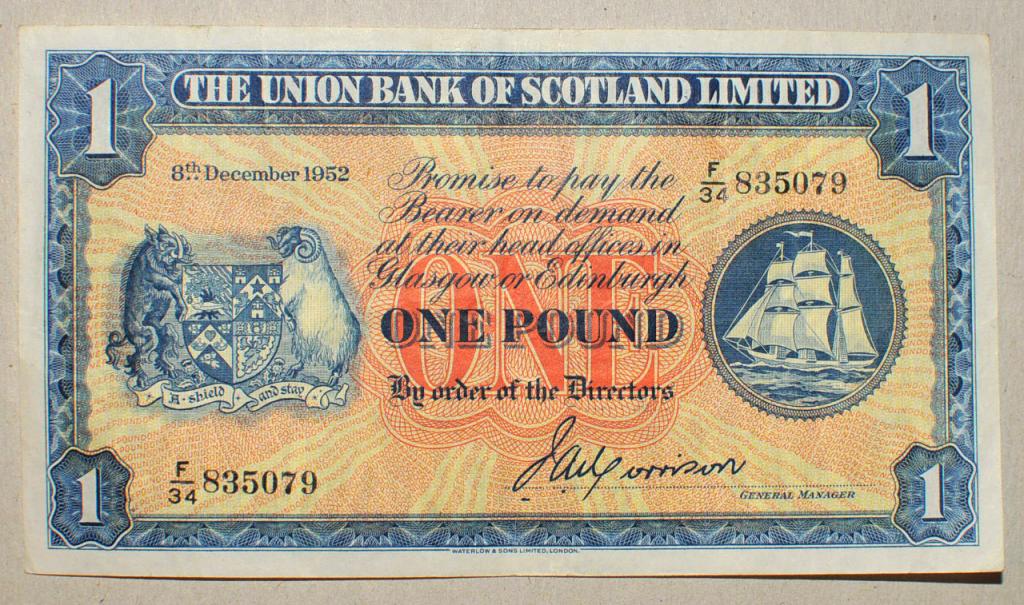 1 THE UNION BANK OF SCOTLAND LIMITED 1
8th December 1952
Promise to pay the
Bearer on demand
at their head offices in
Glasgow or Edinburgh
F/34 835079
ONE
ONE POUND
By order of the Directors
A · shield and stay
F/34 835079
J A Morrison
GENERAL MANAGER
1 1
WATERLOW & SONS LIMITED, LONDON.